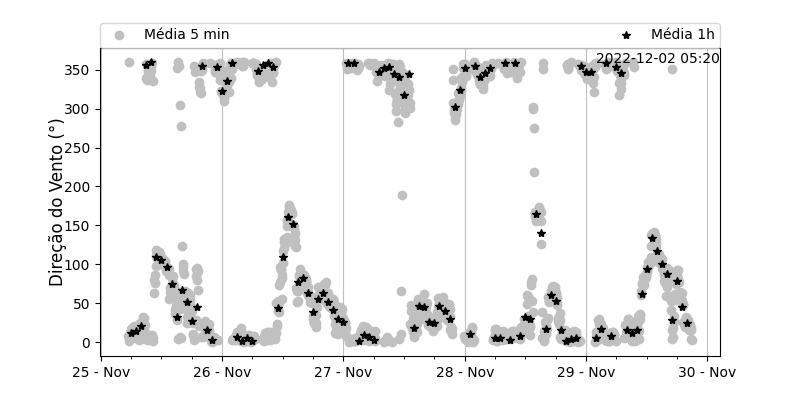 Média 5 min
Média 1h
2022-12-02 05:20
Direção do Vento (°)
350
300
250
200
150
100
50
0
25 - Nov
26 - Nov
27 - Nov
28 - Nov
29 - Nov
30 - Nov